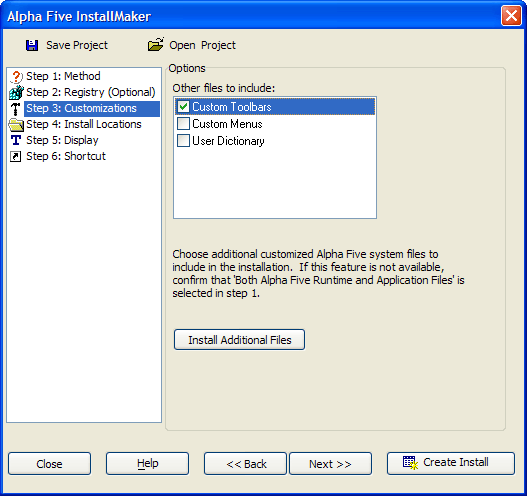 Alpha Five InstallMaker
Save Project
Open Project
Step 1: Method
Step 2: Registry (Optional)
Step 3: Customizations
Step 4: Install Locations
Step 5: Display
Step 6: Shortcut
Options
Other files to include:
Custom Toolbars
Custom Menus
User Dictionary
Choose additional customized Alpha Five system files to
include in the installation. If this feature is not available,
confirm that 'Both Alpha Five Runtime and Application Files' is
selected in step 1.
Install Additional Files
Close
Help
<< Back
Next >>
Create Install